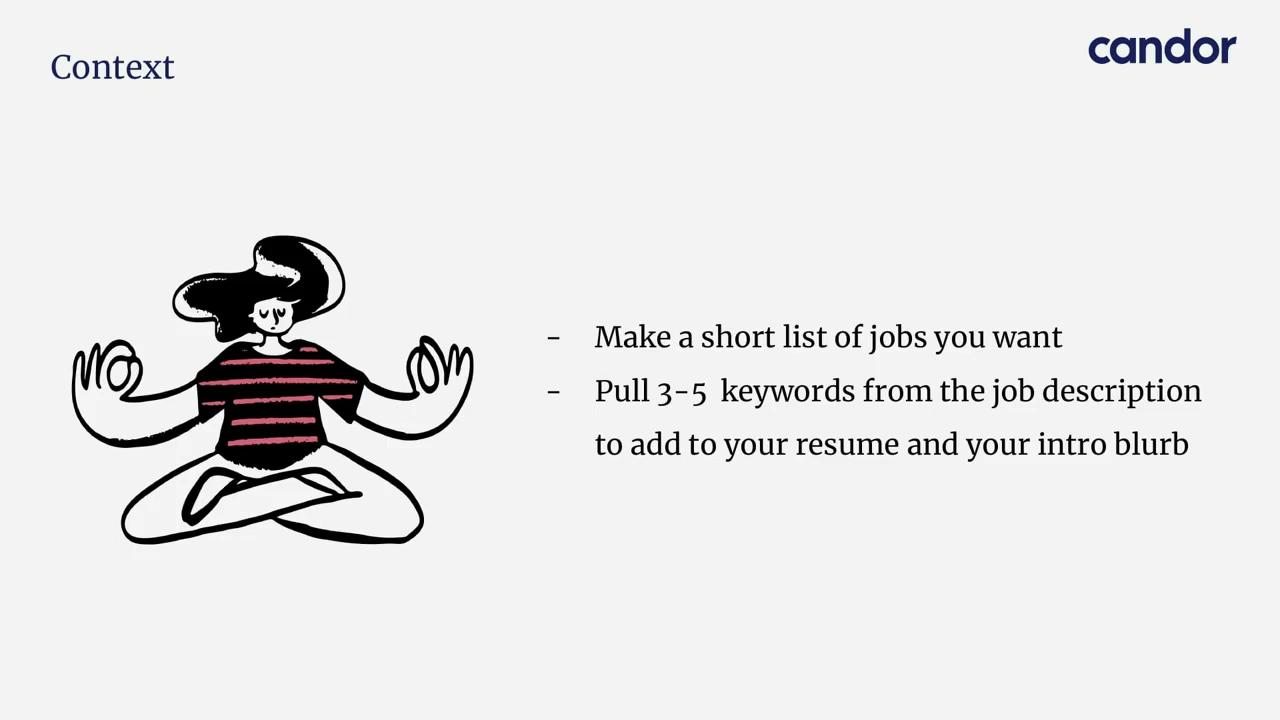 Context
candor
- Make a short list of jobs you want
- Pull 3-5 keywords from the job description
to add to your resume and your intro blurb